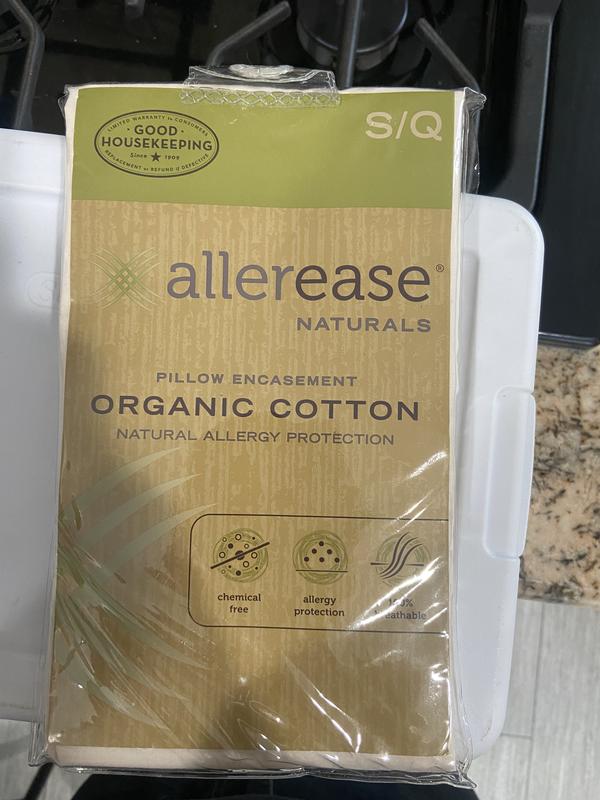 LIMITED WARRANTY to CONSUMERS
· GOOD ·
HOUSEKEEPING
Since ★ 1909
REPLACEMENT or REFUND if DEFECTIVE
S/Q
allerease®
NATURALS
PILLOW ENCASEMENT
ORGANIC COTTON
NATURAL ALLERGY PROTECTION
chemical
free
allergy
protection